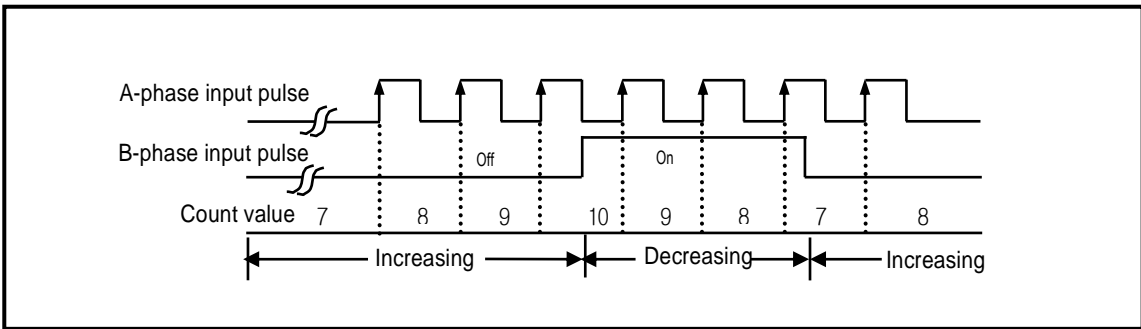 A-phase input pulse
B-phase input pulse
Off
On
Count value 7 8 9 10 9 8 7 8
Increasing Decreasing Increasing